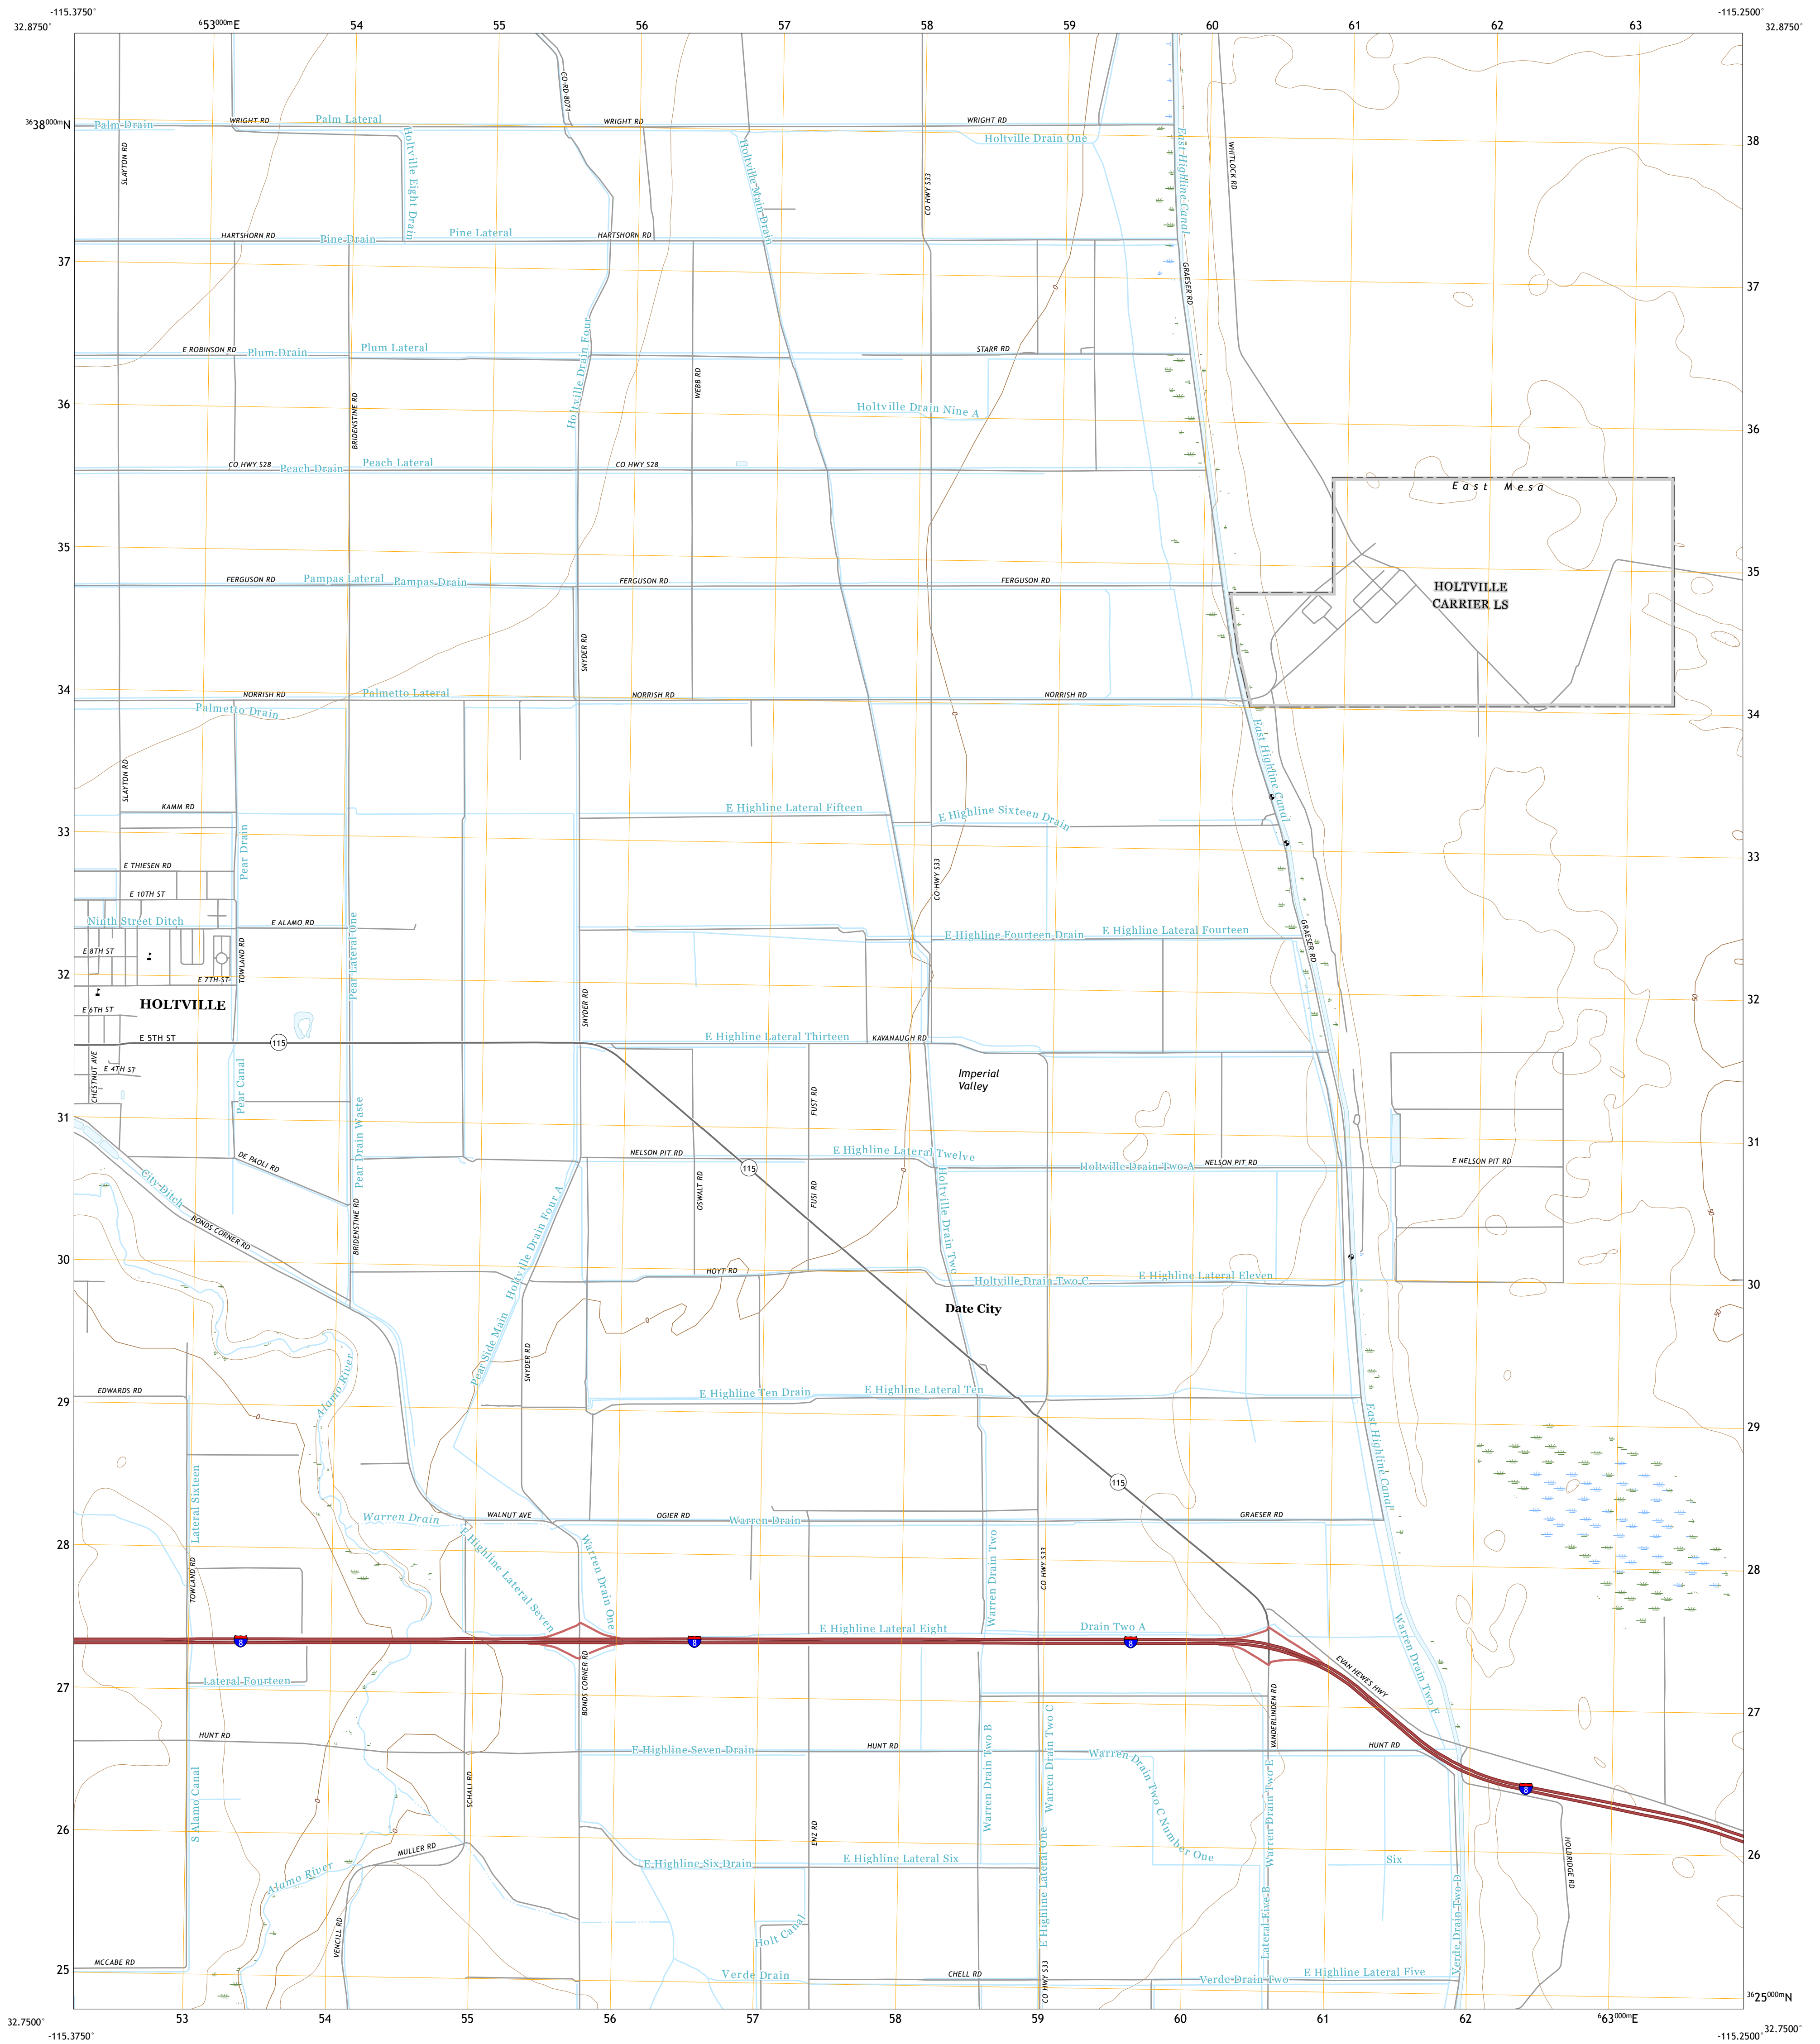 -115.3750°
-115.2500°
32.8750°
⁶53⁰⁰⁰ᵐE
54
55
56
57
58
59
60
61
62
63
32.8750°
³⁶38⁰⁰⁰ᵐN
Palm Drain
WRIGHT RD
Palm Lateral
CO RD 8071
WRIGHT RD
WRIGHT RD
Holtville Drain One
38
SLAYTON RD
Holtville Eight Drain
Holtville Main Drain
CO HWY S33
East Highline Canal
WHITLOCK RD
HARTSHORN RD
Pine Drain
Pine Lateral
HARTSHORN RD
37
GRAESER RD
0
37
E ROBINSON RD
Plum Drain
Plum Lateral
Holtville Drain Four
STARR RD
WEBB RD
36
BRIDENSTINE RD
Holtville Drain Nine A
36
CO HWY S28
Peach Drain
Peach Lateral
CO HWY S28
East Mesa
35
FERGUSON RD
Pampas Lateral
Pampas Drain
FERGUSON RD
FERGUSON RD
HOLTVILLE
CARRIER LS
35
SNYDER RD
34
NORRISH RD
Palmetto Lateral
NORRISH RD
NORRISH RD
Palmetto Drain
0
34
East Highline Canal
SLAYTON RD
KAMM RD
E Highline Lateral Fifteen
E Highline Sixteen Drain
33
Pear Drain
33
E THIESEN RD
CO HWY S33
E 10TH ST
Ninth Street Ditch
E ALAMO RD
Pear Lateral One
E Highline Fourteen Drain
E Highline Lateral Fourteen
GRAESER RD
E 8TH ST
TOWLAND RD
32
E 7TH ST
HOLTVILLE
SNYDER RD
50
32
E 6TH ST
E 5TH ST
115
E Highline Lateral Thirteen
KAVANAUGH RD
CHESTNUT AVE
E 4TH ST
Pear Canal
Imperial
Valley
FUST RD
31
Pear Drain Waste
31
DE PAOLI RD
NELSON PIT RD
115
E Highline Lateral Twelve
Holtville Drain Two A
NELSON PIT RD
E NELSON PIT RD
0
City Ditch
BONDS CORNER RD
BRIDENSTINE RD
Holtville Drain Four A
OSWALT RD
FUSI RD
Holtville Drain Two
50
30
HOYT RD
Holtville Drain Two C
E Highline Lateral Eleven
30
Date City
0
50
Pear Side Main
SNYDER RD
Alamo River
EDWARDS RD
0
E Highline Ten Drain
E Highline Lateral Ten
29
East Highline Canal
29
Lateral Sixteen
115
Warren Drain
WALNUT AVE
OGIER RD
Warren Drain
GRAESER RD
28
E Highline Lateral Seven
Warren Drain One
Warren Drain Two
CO HWY S33
28
TOWLAND RD
E Highline Lateral Eight
Drain Two A
Warren Drain Two F
8
8
8
Lateral Fourteen
BONDS CORNER RD
EVAN HEWES HWY
27
VANDERLINDEN RD
27
HUNT RD
E Highline Seven Drain
HUNT RD
HUNT RD
Warren Drain Two B
Warren Drain Two C
Warren Drain Two C Number One
Warren Drain Two E
8
S Alamo Canal
0
SCHALI RD
26
0
MULLER RD
ENZ RD
E Highline Six Drain
E Highline Lateral Six
E Highline Lateral One
Six
HOLDRIDGE RD
26
Alamo River
VENCILL RD
Holt Canal
Lateral Five B
25
MCCABE RD
Verde Drain
CHELL RD
CO HWY S33
Verde Drain Two
E Highline Lateral Five
³⁶25⁰⁰⁰ᵐN
32.7500°
53
54
55
56
57
58
59
60
61
62
⁶63⁰⁰⁰ᵐE
32.7500°
-115.3750°
-115.2500°